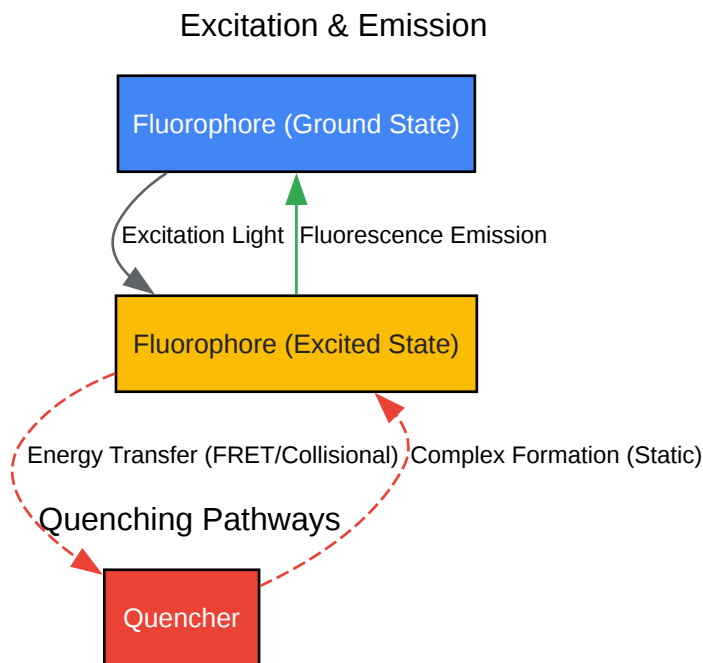 Excitation & Emission
Fluorophore (Ground State)
Excitation Light
Fluorescence Emission
Fluorophore (Excited State)
Energy Transfer (FRET/Collisional)
Complex Formation (Static)
Quenching Pathways
Quencher